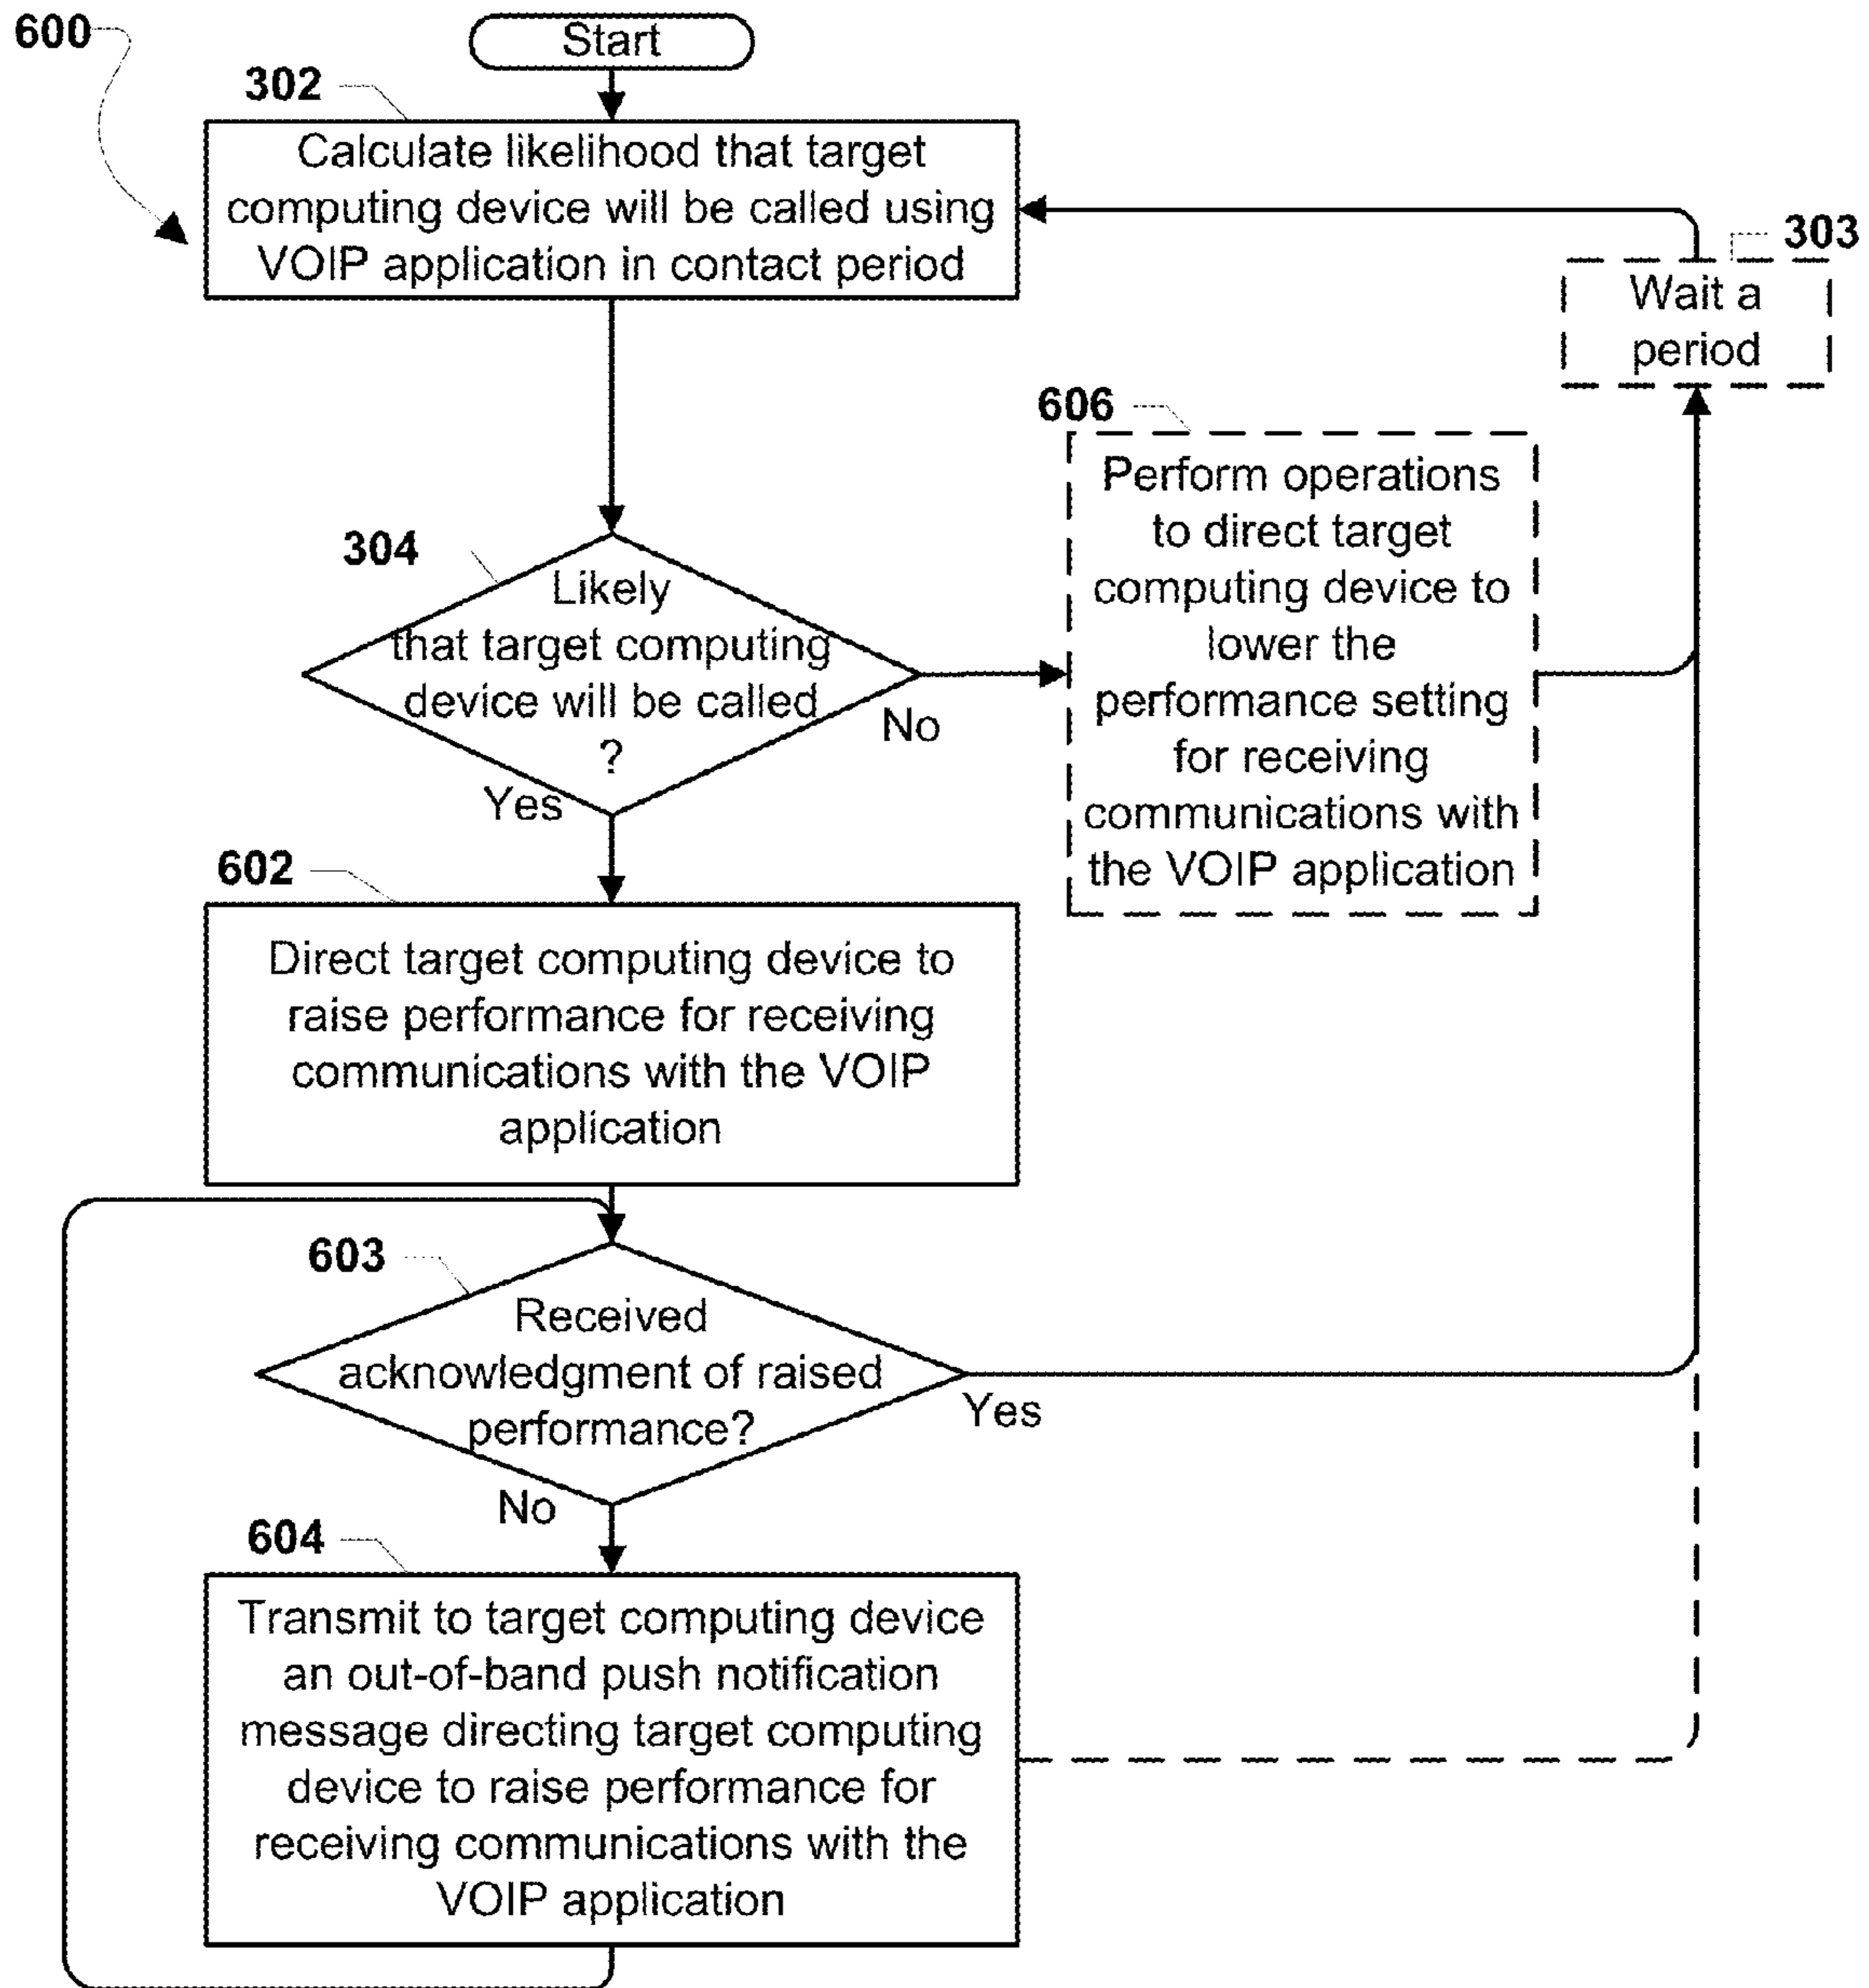 600
Start
302
Calculate likelihood that target
computing device will be called using
VOIP application in contact period
303
Wait a
period
606
Perform operations
to direct target
computing device to
lower the
performance setting
for receiving
communications with
the VOIP application
304
Likely
that target computing
device will be called
?
No
Yes
602
Direct target computing device to
raise performance for receiving
communications with the VOIP
application
603
Received
acknowledgment of raised
performance?
Yes
No
604
Transmit to target computing device
an out-of-band push notification
message directing target computing
device to raise performance for
receiving communications with the
VOIP application